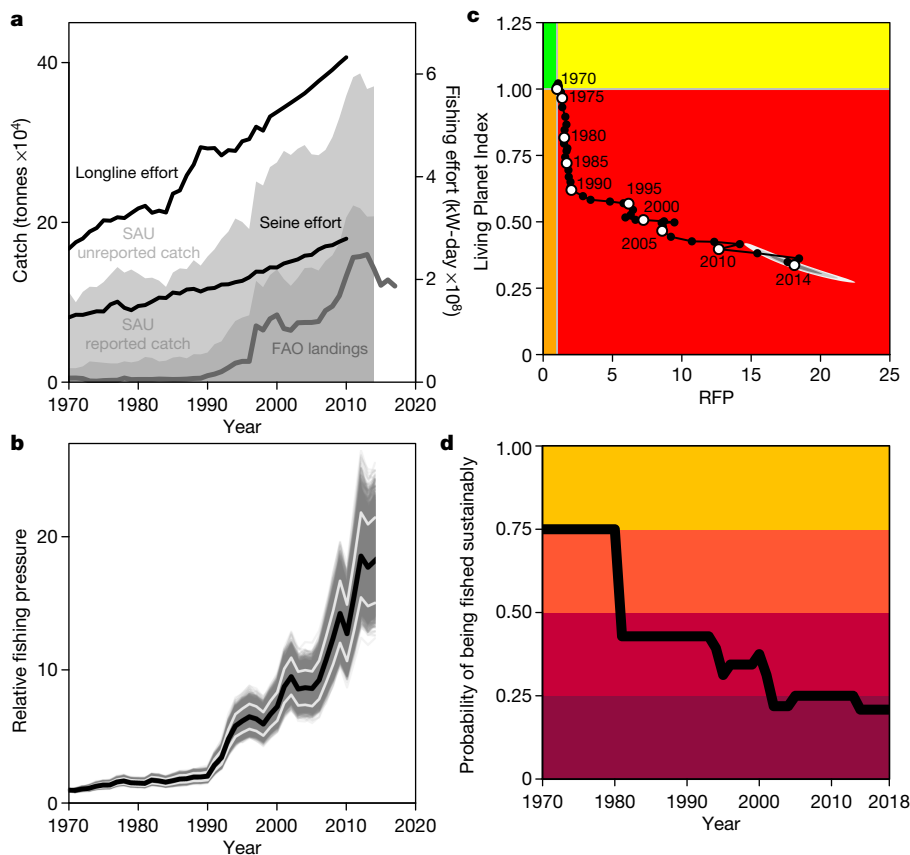 a
Catch (tonnes ×10⁴)
40
20
0
Longline effort
SAU
unreported catch
Seine effort
SAU
reported catch
FAO landings
6
4
2
0
Fishing effort (kW-day ×10⁸)
1970 1980 1990 2000 2010 2020
Year
c
Living Planet Index
1.25
1.00
0.75
0.50
0.25
0
1970
1975
1980
1985
1990
1995
2000
2005
2010
2014
0 5 10 15 20 25
RFP
b
Relative fishing pressure
20
10
0
1970 1980 1990 2000 2010 2020
Year
d
Probability of being fished sustainably
1.00
0.75
0.50
0.25
0
1970 1980 1990 2000 2010 2018
Year